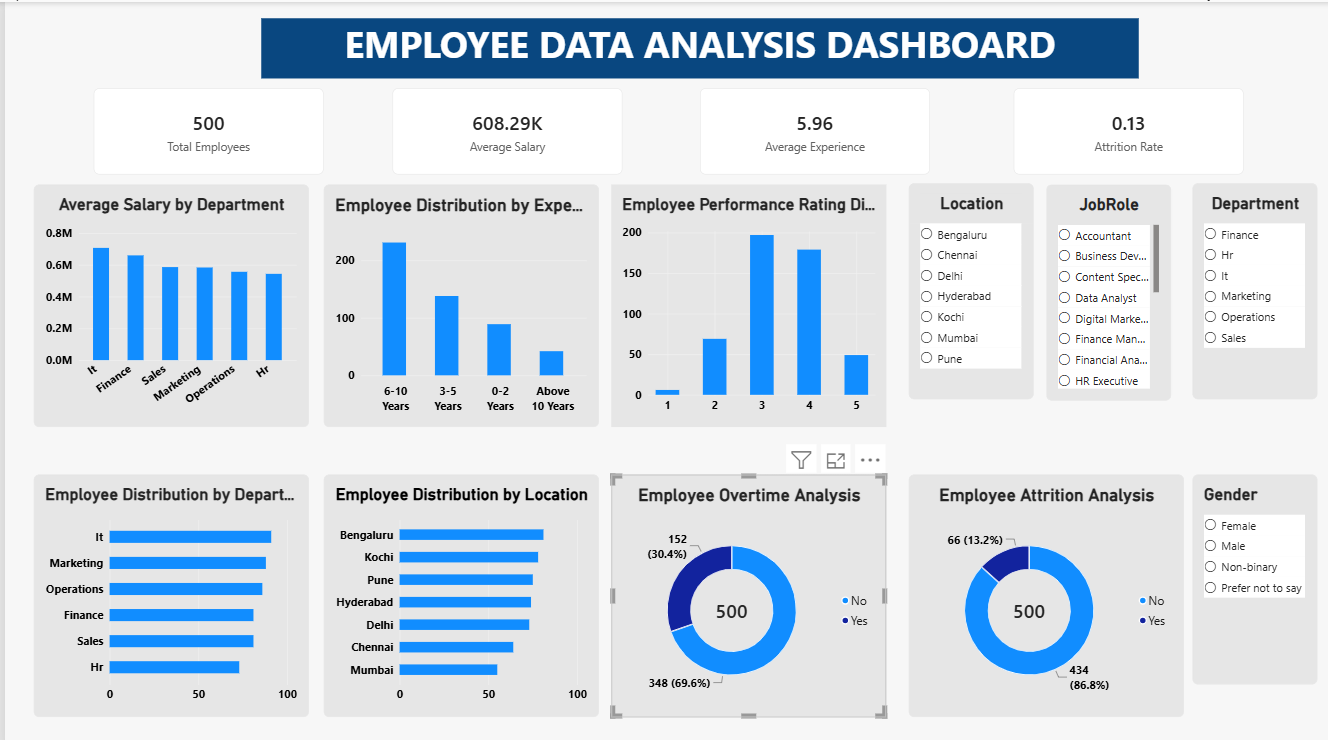 EMPLOYEE DATA ANALYSIS DASHBOARD
500
Total Employees
608.29K
Average Salary
5.96
Average Experience
0.13
Attrition Rate
Average Salary by Department
0.8M
0.6M
0.4M
0.2M
0.0M
It
Finance
Sales
Marketing
Operations
Hr
Employee Distribution by Expe...
200
100
0
6-10
Years
3-5
Years
0-2
Years
Above
10 Years
Employee Performance Rating Di...
200
150
100
50
0
1
2
3
4
5
Location
Bengaluru
Chennai
Delhi
Hyderabad
Kochi
Mumbai
Pune
JobRole
Accountant
Business Dev...
Content Spec...
Data Analyst
Digital Marke...
Finance Man...
Financial Ana...
HR Executive
Department
Finance
Hr
It
Marketing
Operations
Sales
Employee Distribution by Depart...
It
Marketing
Operations
Finance
Sales
Hr
0
50
100
Employee Distribution by Location
Bengaluru
Kochi
Pune
Hyderabad
Delhi
Chennai
Mumbai
0
50
100
Employee Overtime Analysis
152
(30.4%)
500
348 (69.6%)
No
Yes
Employee Attrition Analysis
66 (13.2%)
500
434
(86.8%)
No
Yes
Gender
Female
Male
Non-binary
Prefer not to say